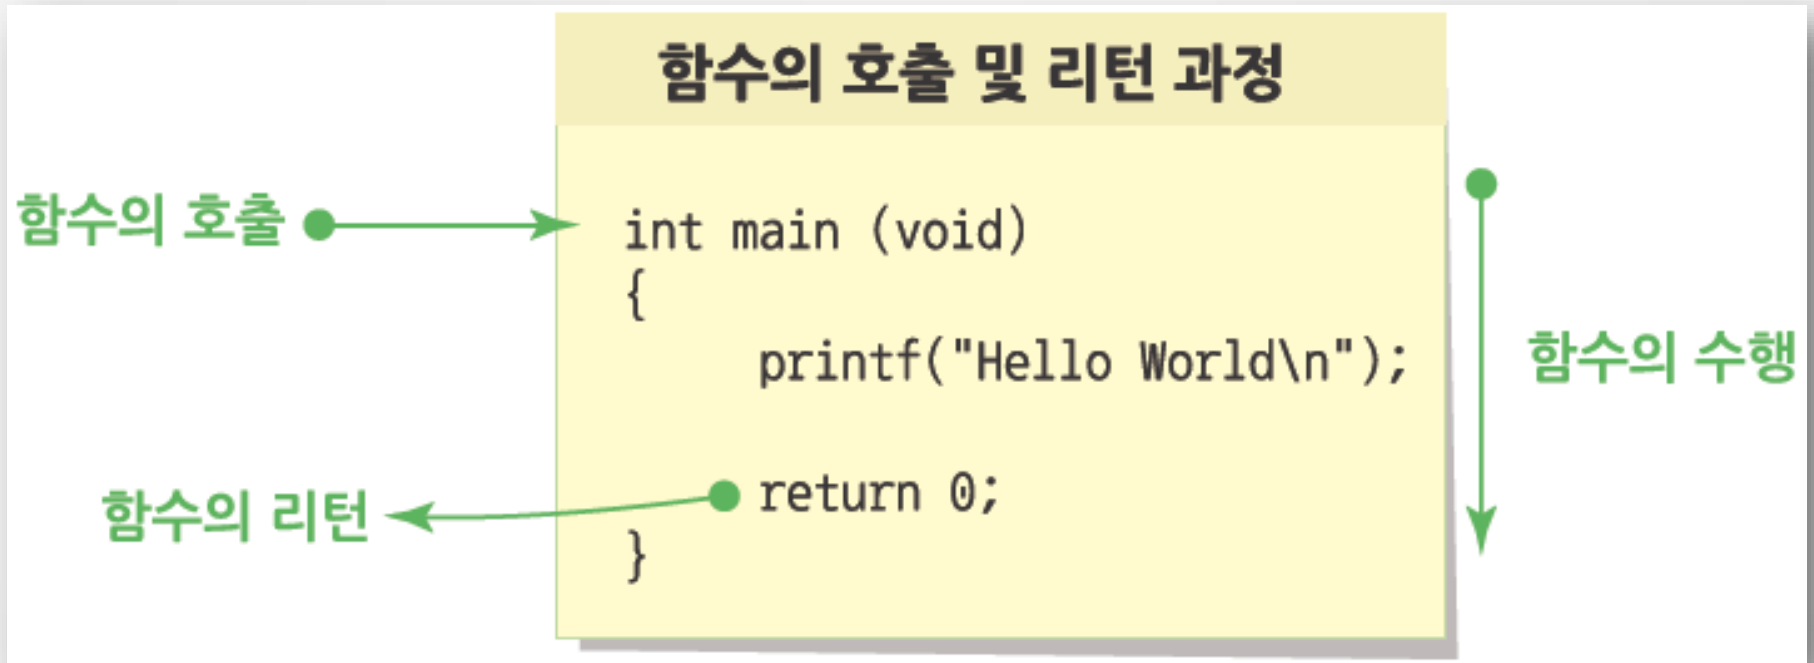 함수의 호출 및 리턴 과정
함수의 호출
int main (void)
{
printf("Hello World\n");
함수의 수행
return 0;
함수의 리턴
}